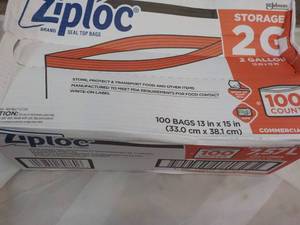 Ziploc
BRAND SEAL TOP BAGS
SCJohnson
STORAGE
2G
2 GALLON
STORE, PROTECT & TRANSPORT FOOD AND OTHER ITEMS
MANUFACTURED TO MEET FDA REQUIREMENTS FOR FOOD CONTACT
WRITE-ON LABEL
100
COUNT
100 BAGS 13 in x 15 in
(33.0 cm x 38.1 cm)
COMMERCIAL
Ziploc